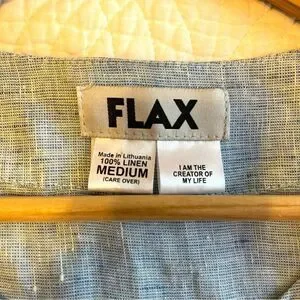 FLAX
Made in Lithuania
100% LINEN
MEDIUM
(CARE OVER)
I AM THE
CREATOR OF
MY LIFE